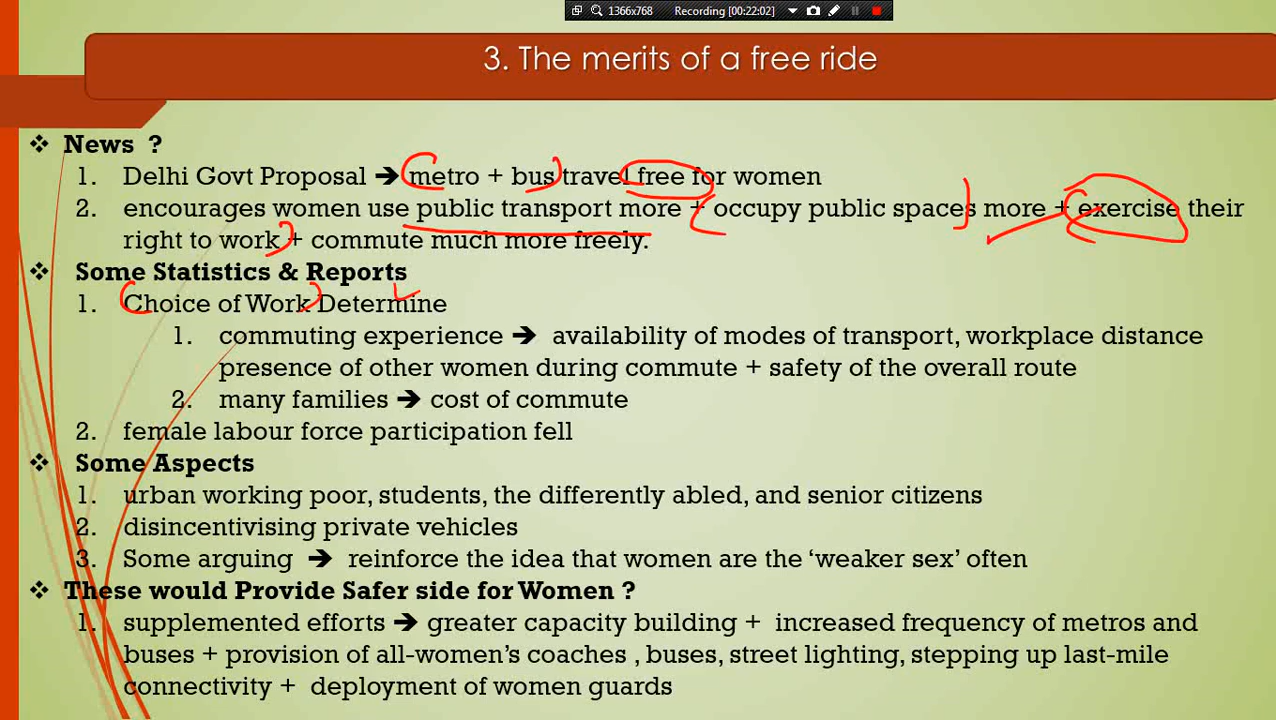 1366x768 Recording [00:22:02]
3. The merits of a free ride
❖ News ?
1. Delhi Govt Proposal ➔ metro + bus travel free for women
2. encourages women use public transport more + occupy public spaces more + exercise their
right to work + commute much more freely.
❖ Some Statistics & Reports
1. Choice of Work Determine
1. commuting experience ➔ availability of modes of transport, workplace distance
presence of other women during commute + safety of the overall route
2. many families ➔ cost of commute
2. female labour force participation fell
❖ Some Aspects
1. urban working poor, students, the differently abled, and senior citizens
2. disincentivising private vehicles
3. Some arguing ➔ reinforce the idea that women are the ‘weaker sex’ often
❖ These would Provide Safer side for Women ?
1. supplemented efforts ➔ greater capacity building + increased frequency of metros and
buses + provision of all-women’s coaches , buses, street lighting, stepping up last-mile
connectivity + deployment of women guards